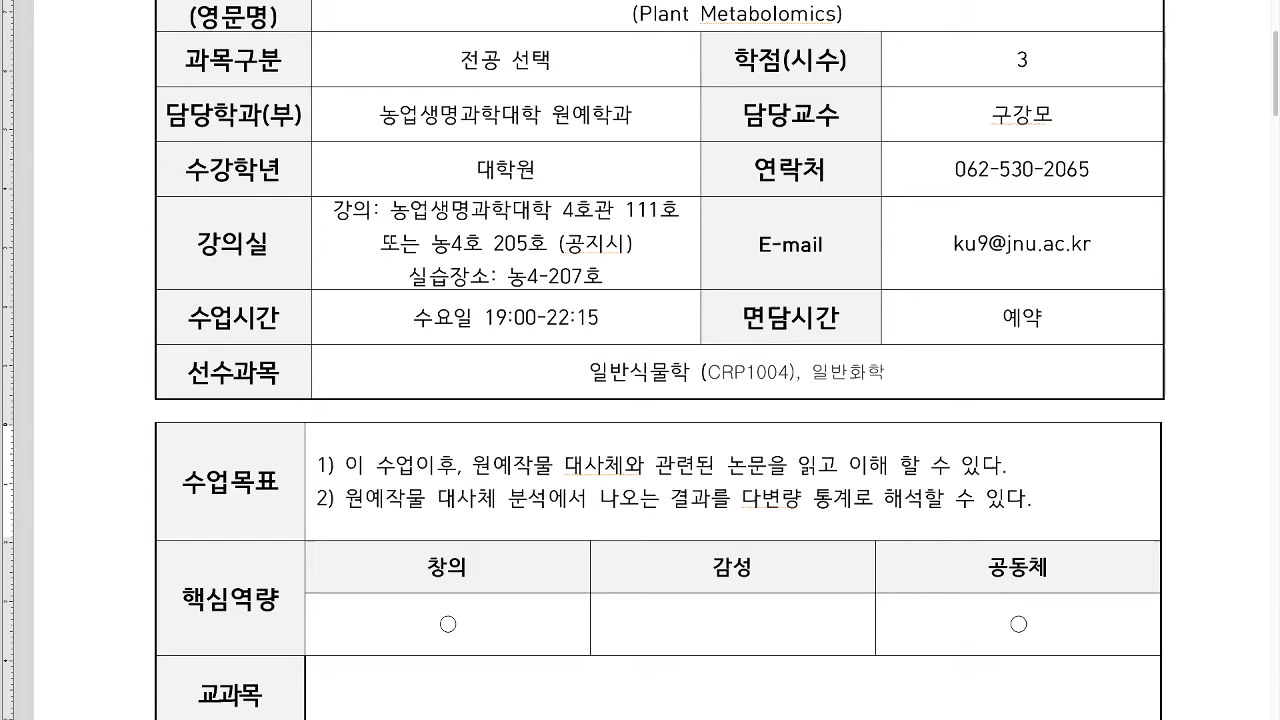 (영문명) (Plant Metabolomics)
과목구분 전공 선택 학점(시수) 3
담당학과(부) 농업생명과학대학 원예학과 담당교수 구강모
수강학년 대학원 연락처 062-530-2065
강의실 강의: 농업생명과학대학 4호관 111호
또는 농4호 205호 (공지시)
실습장소: 농4-207호
E-mail ku9@jnu.ac.kr
수업시간 수요일 19:00-22:15 면담시간 예약
선수과목 일반식물학 (CRP1004), 일반화학
수업목표 1) 이 수업이후, 원예작물 대사체와 관련된 논문을 읽고 이해 할 수 있다.
2) 원예작물 대사체 분석에서 나오는 결과를 다변량 통계로 해석할 수 있다.
핵심역량 창의 감성 공동체
○ ○
교과목